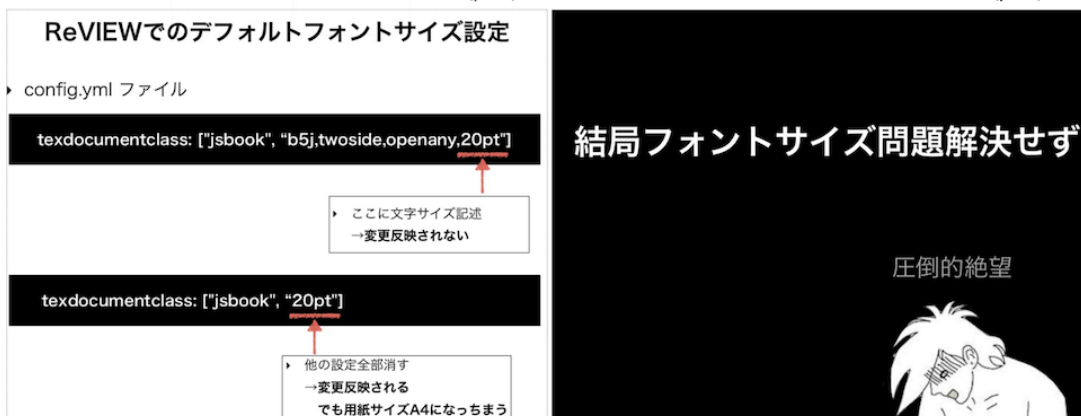 ReVIEWでのデフォルトフォントサイズ設定
config.yml ファイル
texdocumentclass: ["jsbook", “b5j,twoside,openany,20pt"]
ここに文字サイズ記述
→変更反映されない
texdocumentclass: ["jsbook", “20pt"]
他の設定全部消す
→変更反映される
でも用紙サイズA4になっちまう
結局フォントサイズ問題解決せず
圧倒的絶望